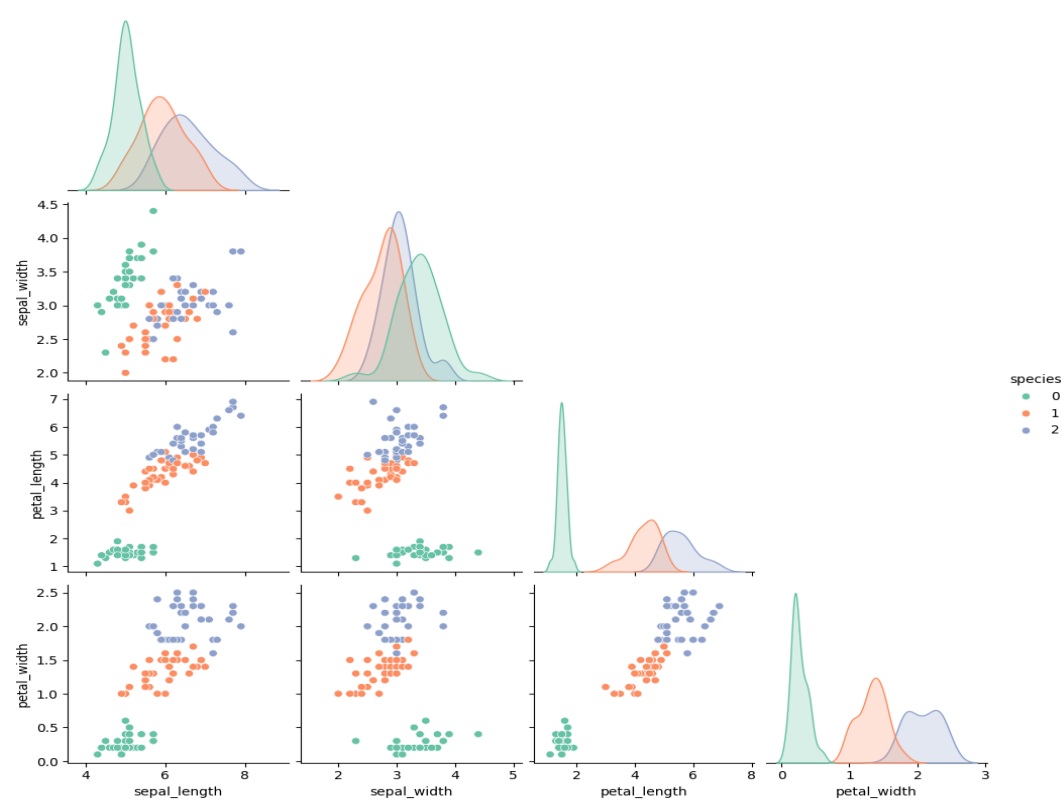 sepal_width
4.5
4.0
3.5
3.0
2.5
2.0
petal_length
7
6
5
4
3
2
1
petal_width
2.5
2.0
1.5
1.0
0.5
0.0
4 6 8
sepal_length
2 3 4 5
sepal_width
2 4 6 8
petal_length
0 1 2 3
petal_width
species
0
1
2